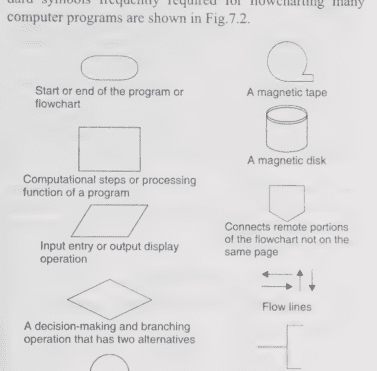 dard symbols frequently required for flowcharting many
computer programs are shown in Fig.7.2.
Start or end of the program or
flowchart
A magnetic tape
A magnetic disk
Computational steps or processing
function of a program
Connects remote portions
of the flowchart not on the
same page
Input entry or output display
operation
Flow lines
A decision-making and branching
operation that has two alternatives